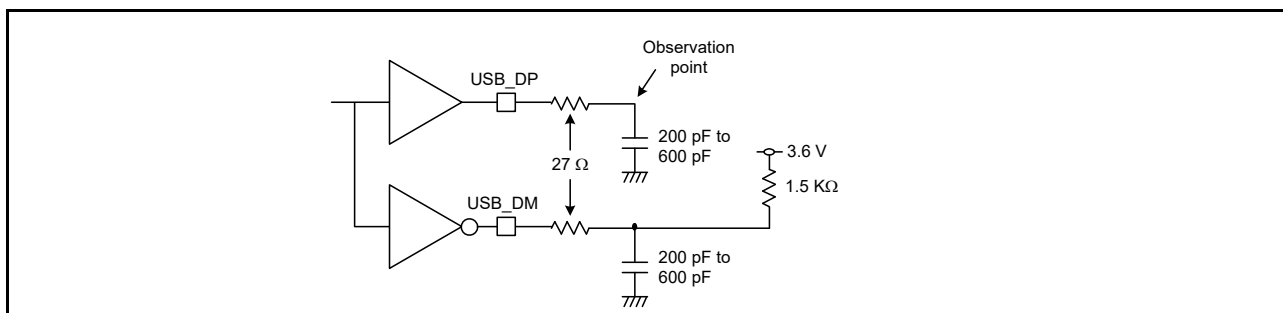 Observation
point
USB_DP
200 pF to
600 pF
27 Ω
3.6 V
1.5 KΩ
USB_DM
200 pF to
600 pF